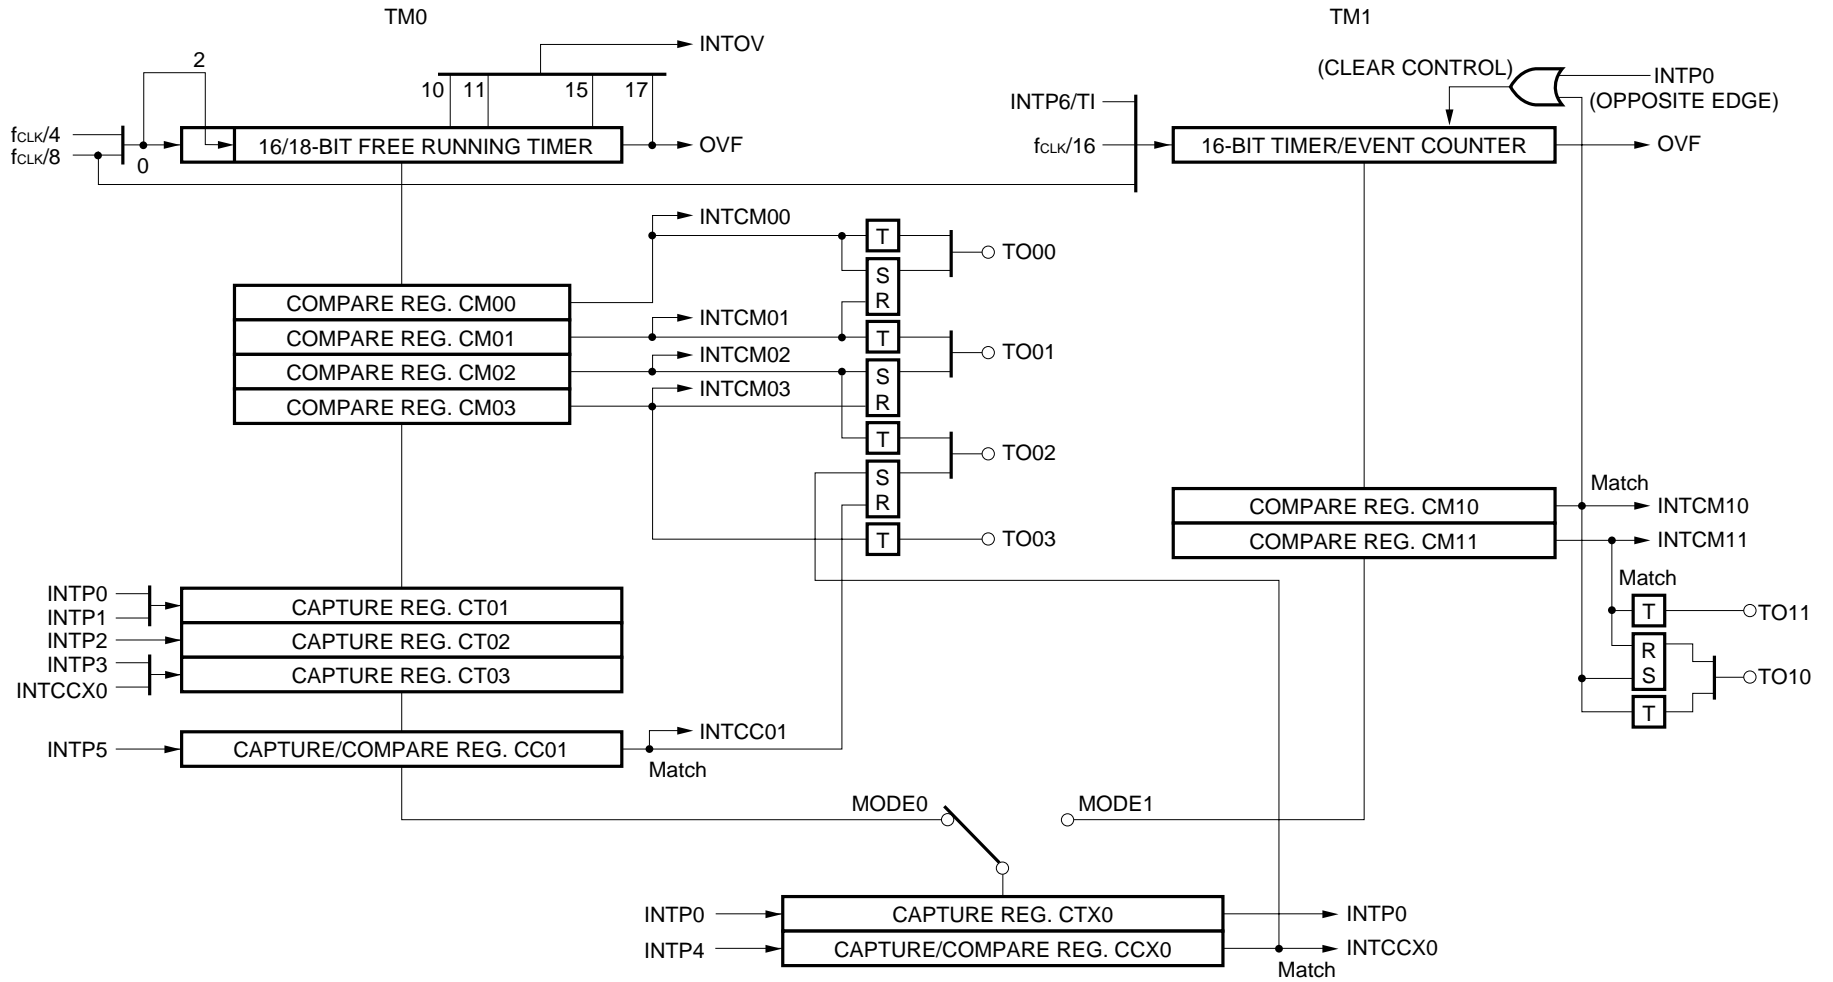 TM0
TM1
2
INTOV
10 11 15 17
fCLK/4
fCLK/8
0
16/18-BIT FREE RUNNING TIMER
OVF
(CLEAR CONTROL)
INTP0
(OPPOSITE EDGE)
INTP6/TI
fCLK/16
16-BIT TIMER/EVENT COUNTER
OVF
INTCM00
T
TO00
S
R
COMPARE REG. CM00
INTCM01
COMPARE REG. CM01
T
TO01
INTCM02
COMPARE REG. CM02
S
INTCM03
COMPARE REG. CM03
R
T
TO02
S
R
T
TO03
Match
COMPARE REG. CM10
INTCM10
COMPARE REG. CM11
INTCM11
Match
T
TO11
R
S
TO10
T
INTP0
INTP1
CAPTURE REG. CT01
INTP2
CAPTURE REG. CT02
INTP3
INTCCX0
CAPTURE REG. CT03
INTP5
CAPTURE/COMPARE REG. CC01
INTCC01
Match
MODE0
MODE1
INTP0
CAPTURE REG. CTX0
INTP0
INTP4
CAPTURE/COMPARE REG. CCX0
INTCCX0
Match